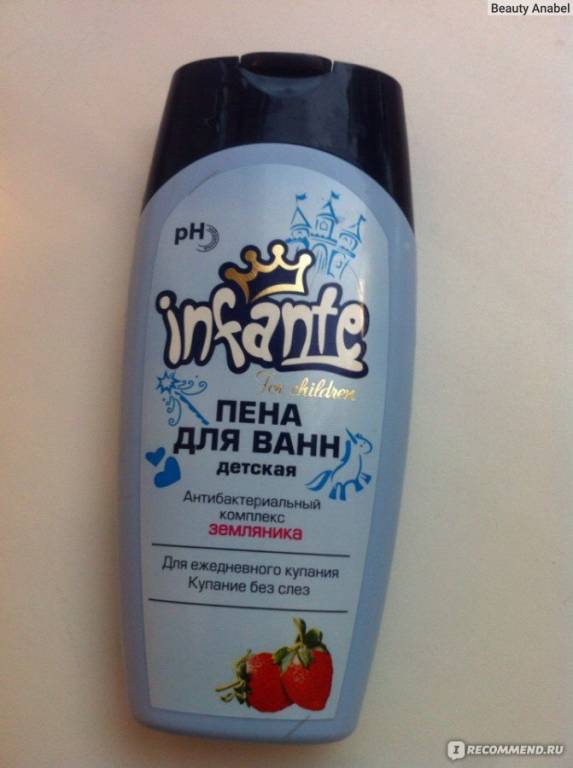 Beauty Anabel
pH
infante
For children
ПЕНА
ДЛЯ ВАНН
детская
Антибактериальный
комплекс
земляника
Для ежедневного купания
Купание без слез
I RECOMMEND.RU